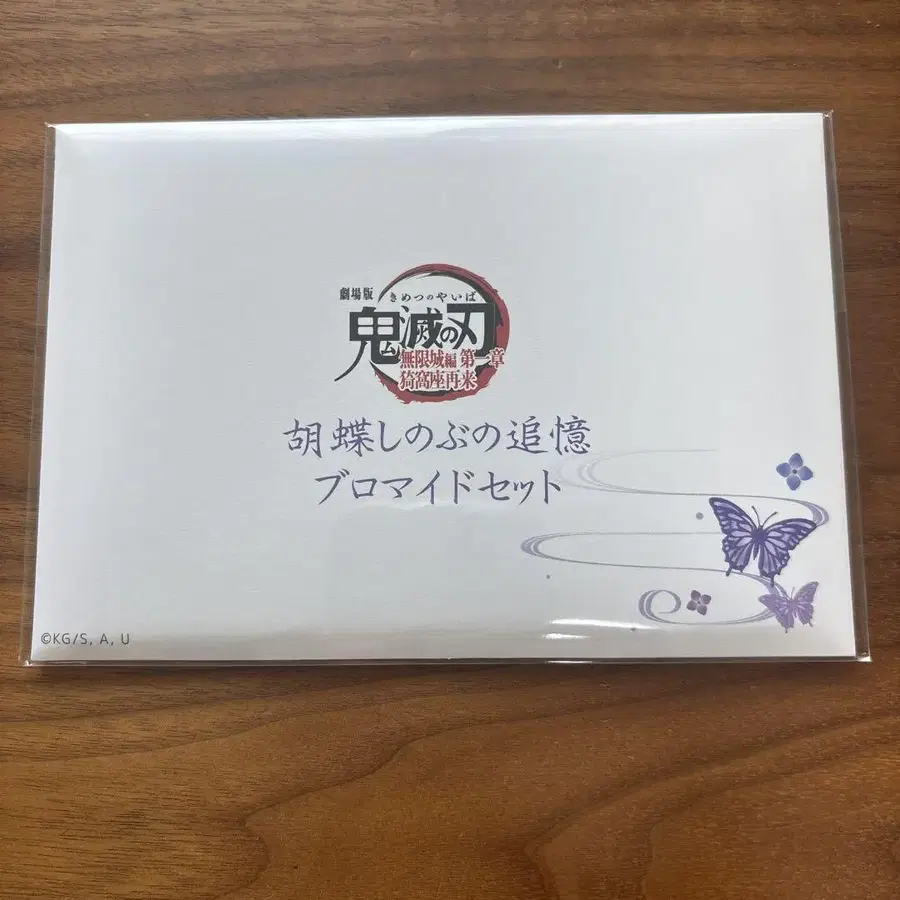 劇場版 きめつのやいば
鬼滅の刃
無限城編 第一章
猗窩座再来
胡蝶しのぶの追憶
ブロマイドセット
©KG/S, A, U